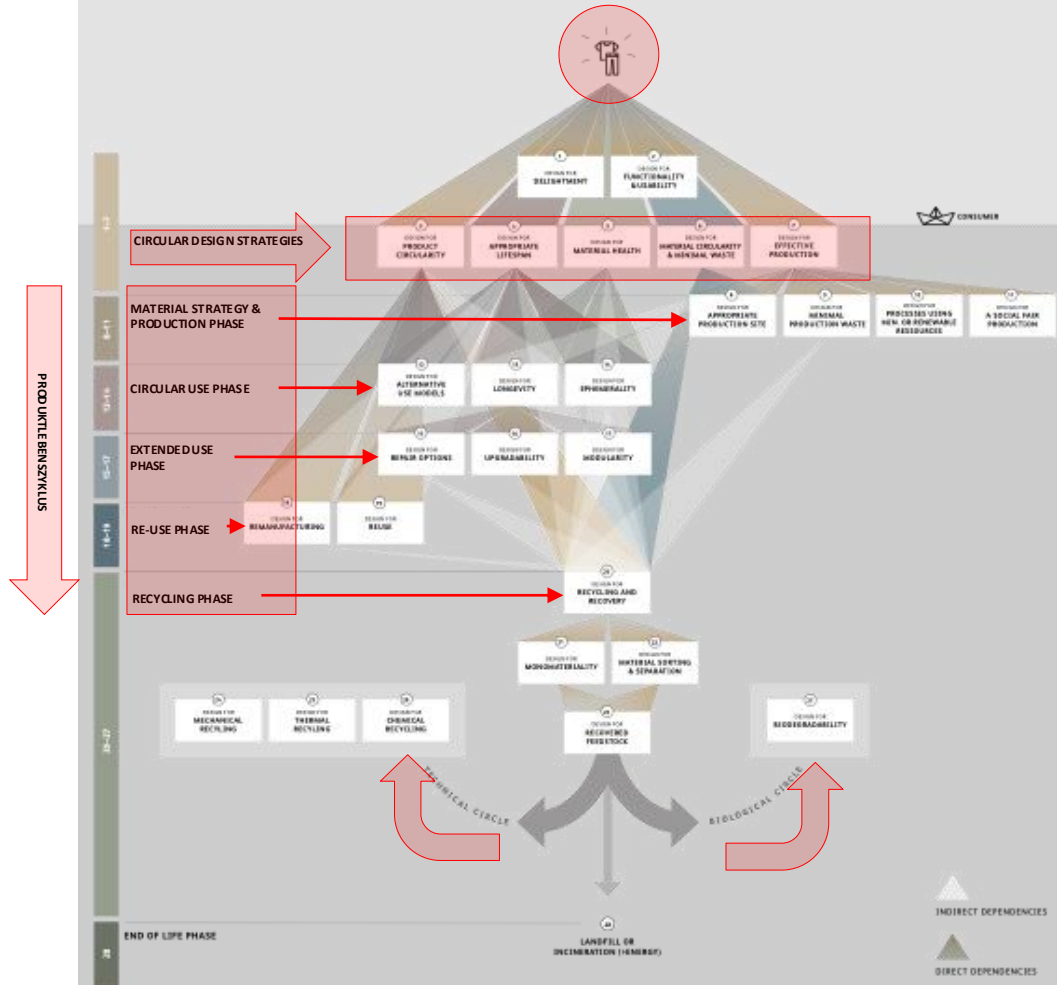 DESIGN FOR
DELIGHTMENT
DESIGN FOR
FUNCTIONALITY
& USABILITY
CONSUMER
CIRCULAR DESIGN STRATEGIES
DESIGN FOR
PRODUCT
CIRCULARITY
DESIGN FOR
APPROPRIATE
LIFESPAN
DESIGN FOR
MATERIAL HEALTH
DESIGN FOR
MATERIAL CIRCULARITY
& MINIMAL WASTE
DESIGN FOR
EFFECTIVE
PRODUCTION
PRODUKTLEBENSZYKLUS
MATERIAL STRATEGY &
PRODUCTION PHASE
DESIGN FOR
APPROPRIATE
PRODUCTION SITE
DESIGN FOR
MINIMAL
PRODUCTION WASTE
DESIGN FOR
PROCESSES USING
MIN. OR RENEWABLE
RESSOURCES
DESIGN FOR
A SOCIAL FAIR
PRODUCTION
CIRCULAR USE PHASE
DESIGN FOR
ALTERNATIVE
USE MODELS
DESIGN FOR
LONGEVITY
DESIGN FOR
EPHEMERALITY
EXTENDED USE
PHASE
DESIGN FOR
REPAIR OPTIONS
DESIGN FOR
UPGRADABILITY
DESIGN FOR
MODULARITY
RE-USE PHASE
DESIGN FOR
REMANUFACTURING
DESIGN FOR
REUSE
RECYCLING PHASE
DESIGN FOR
RECYCLING AND
RECOVERY
DESIGN FOR
MONOMATERIALITY
DESIGN FOR
MATERIAL SORTING
& SEPARATION
DESIGN FOR
MECHANICAL
RECYLING
DESIGN FOR
THERMAL
RECYLING
DESIGN FOR
CHEMICAL
RECYCLING
DESIGN FOR
RECOVERED
FEEDSTOCK
DESIGN FOR
BIODEGRADABILITY
TECHNICAL CIRCLE
BIOLOGICAL CIRCLE
END OF LIFE PHASE
28
LANDFILL OR
INCINERATION (+ENERGY)
INDIRECT DEPENDENCIES
DIRECT DEPENDENCIES